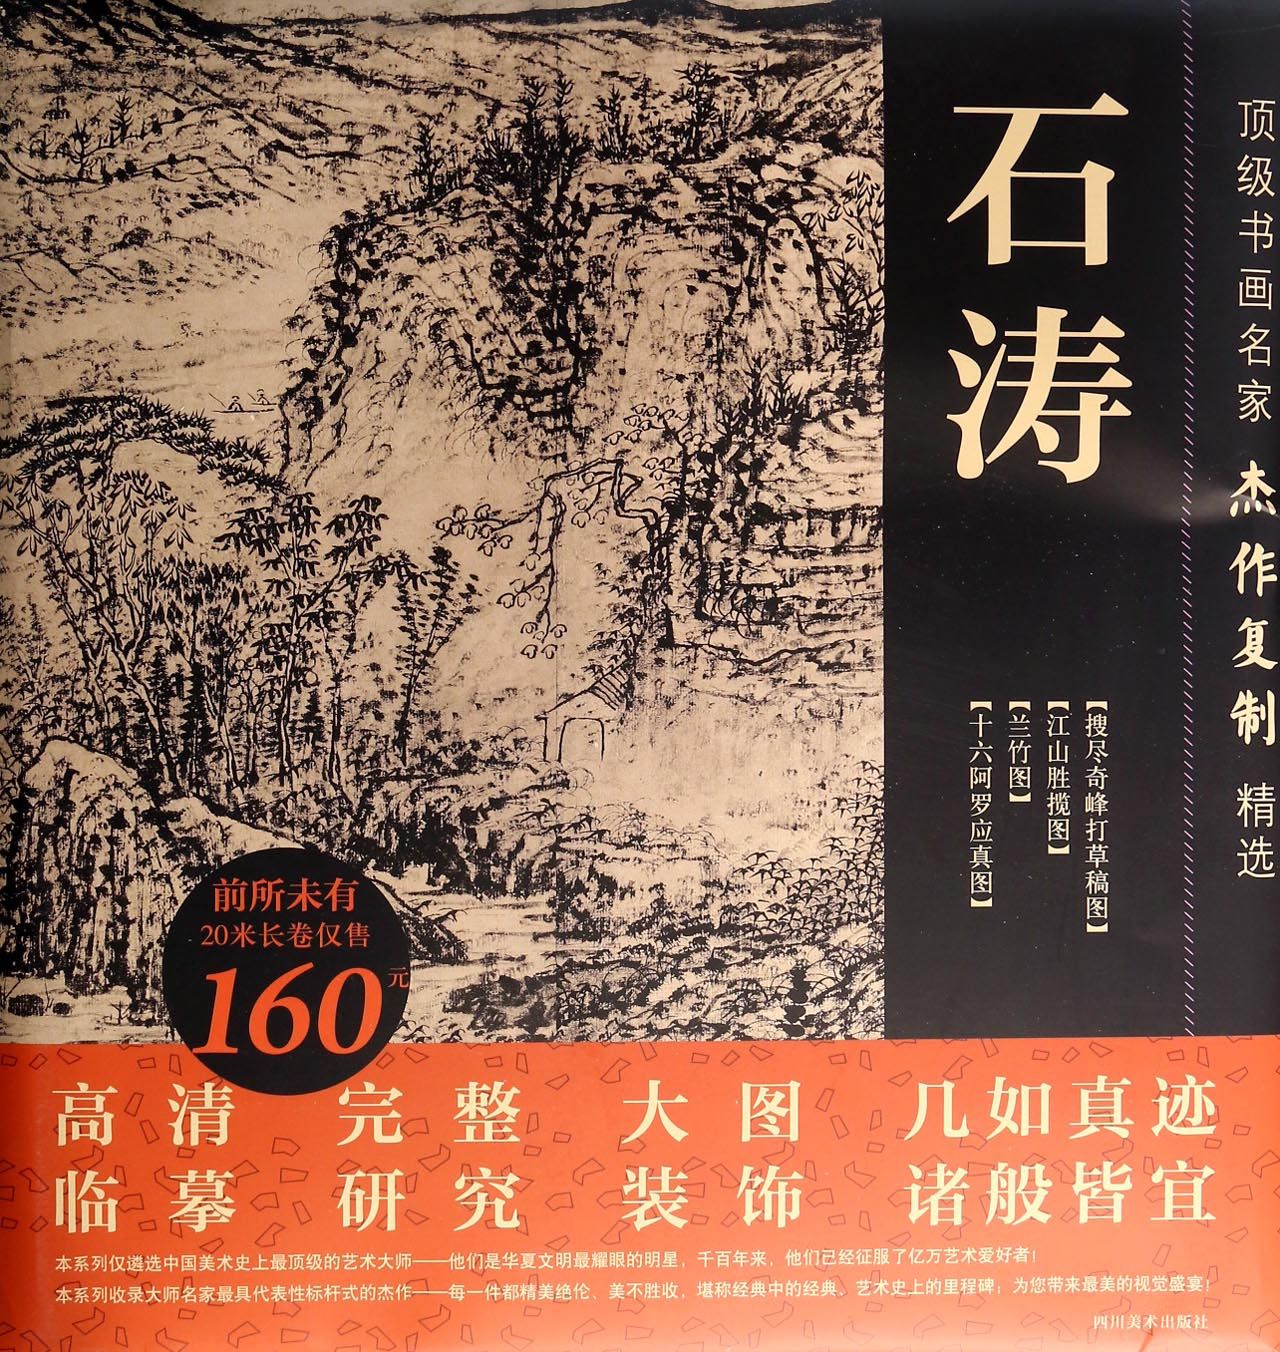 顶级书画名家 杰作复制 精选
石涛
【搜尽奇峰打草稿图】
【江山胜揽图】
【兰竹图】
【十六阿罗应真图】
前所未有
20米长卷仅售
160元
高清 完整 大图 几如真迹
临摹 研究 装饰 诸般皆宜
本系列仅遴选中国美术史上最顶级的艺术大师——他们是华夏文明最耀眼的明星，千百年来，他们已经征服了亿万艺术爱好者！
本系列收录大师名家最具代表性标杆式的杰作——每一件都精美绝伦、美不胜收，堪称经典中的经典、艺术史上的里程碑；为您带来最美的视觉盛宴！
四川美术出版社